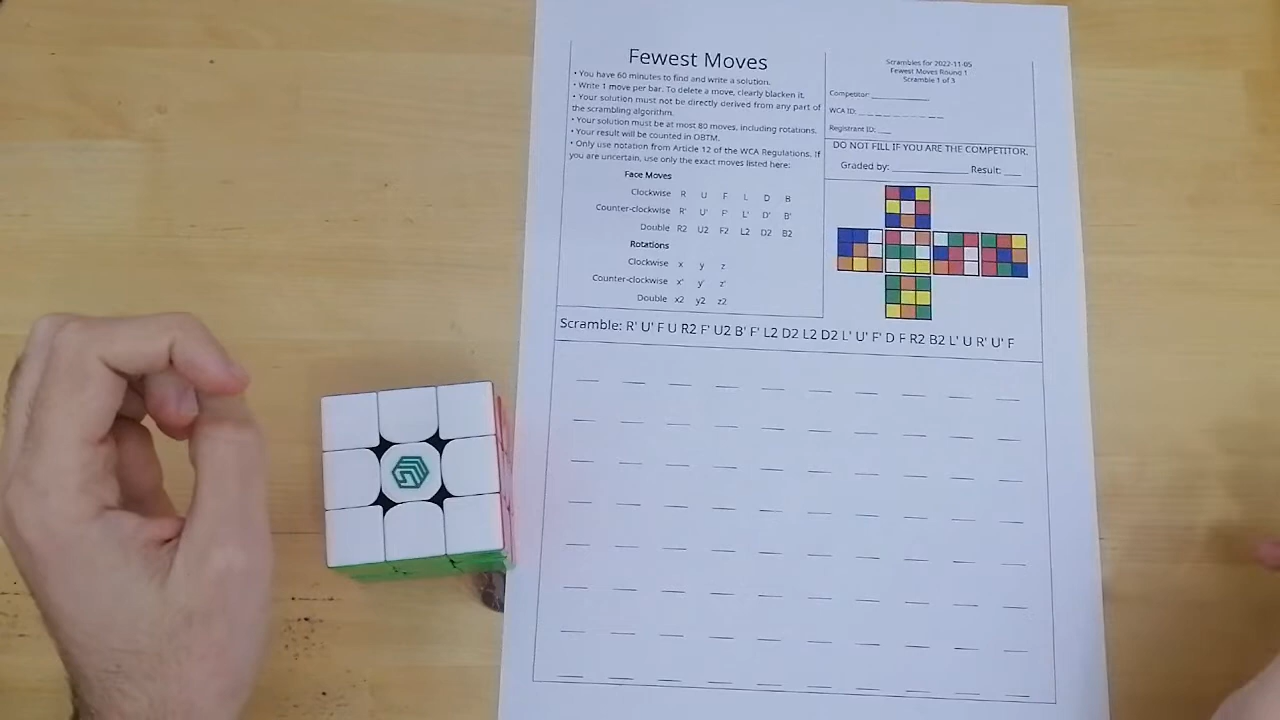 Fewest Moves
• You have 60 minutes to find and write a solution.
• Write 1 move per bar. To delete a move, clearly blacken it.
• Your solution must not be directly derived from any part of
the scrambling algorithm.
• Your solution must be at most 80 moves, including rotations.
• Your result will be counted in OBTM.
• Only use notation from Article 12 of the WCA Regulations. If
you are uncertain, use only the exact moves listed here:
Face Moves
Clockwise R U F L D B
Counter-clockwise R' U' F' L' D' B'
Double R2 U2 F2 L2 D2 B2
Rotations
Clockwise x y z
Counter-clockwise x' y' z'
Double x2 y2 z2
Scrambles for 2022-11-05
Fewest Moves Round 1
Scramble 1 of 3
Competitor: __________
WCA ID: _ _ _ _ _ _ _ _ _ _
Registrant ID: ___
DO NOT FILL IF YOU ARE THE COMPETITOR.
Graded by: __________ Result: ___
Scramble: R' U' F U R2 F' U2 B' F' L2 D2 L2 D2 L' U' F' D F R2 B2 L' U R' U' F